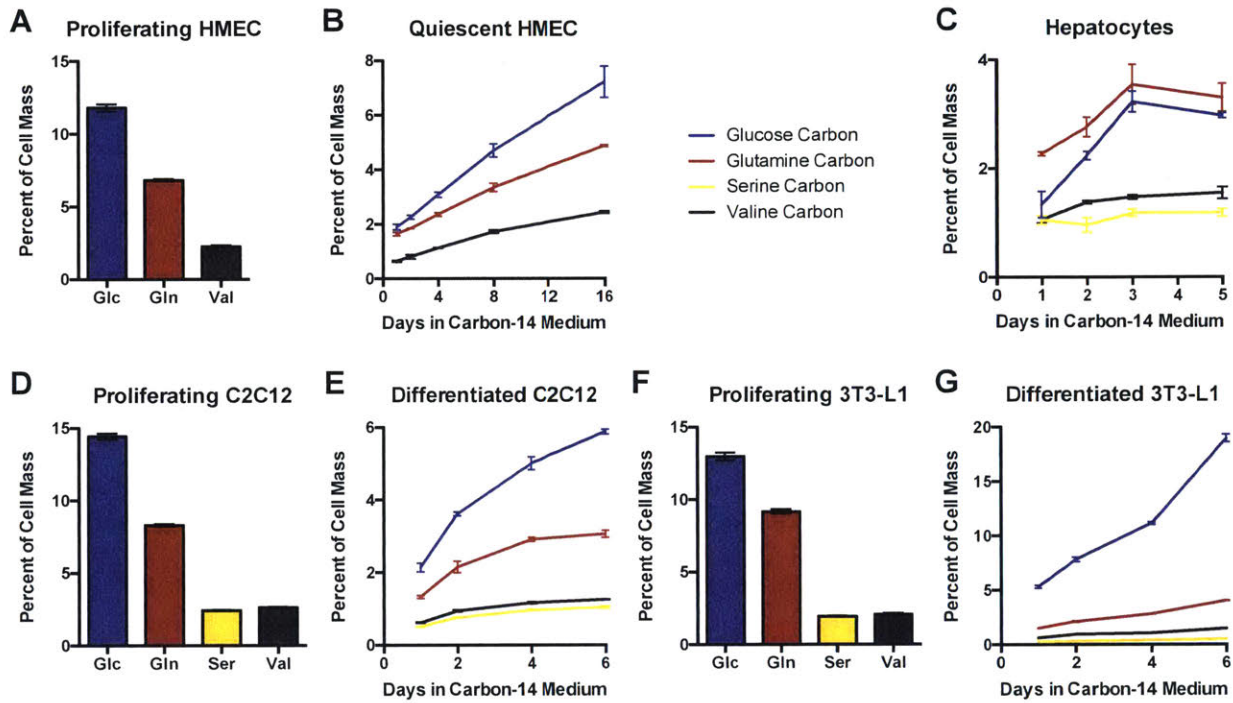 A
Proliferating HMEC
Percent of Cell Mass
15
10
5
0
Glc Gln Val
B
Quiescent HMEC
Percent of Cell Mass
8
6
4
2
0
0 4 8 12 16
Days in Carbon-14 Medium
Glucose Carbon
Glutamine Carbon
Serine Carbon
Valine Carbon
C
Hepatocytes
Percent of Cell Mass
4
2
0
0 1 2 3 4 5
Days in Carbon-14 Medium
D
Proliferating C2C12
Percent of Cell Mass
15
10
5
0
Glc Gln Ser Val
E
Differentiated C2C12
Percent of Cell Mass
6
4
2
0
0 2 4 6
Days in Carbon-14 Medium
F
Proliferating 3T3-L1
Percent of Cell Mass
15
10
5
0
Glc Gln Ser Val
G
Differentiated 3T3-L1
Percent of Cell Mass
20
15
10
5
0
0 2 4 6
Days in Carbon-14 Medium